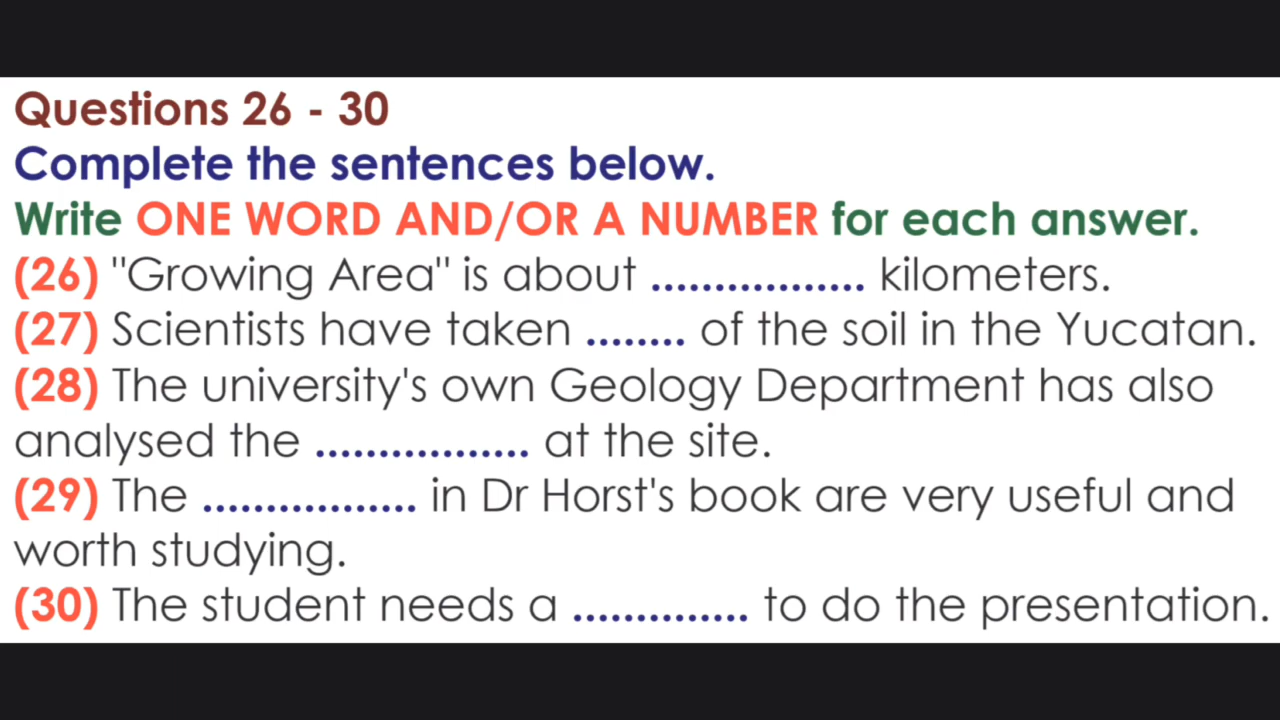 Questions 26 - 30
Complete the sentences below.
Write ONE WORD AND/OR A NUMBER for each answer.
(26) "Growing Area" is about ................. kilometers.
(27) Scientists have taken ........ of the soil in the Yucatan.
(28) The university's own Geology Department has also
analysed the ................. at the site.
(29) The ................. in Dr Horst's book are very useful and
worth studying.
(30) The student needs a .............. to do the presentation.